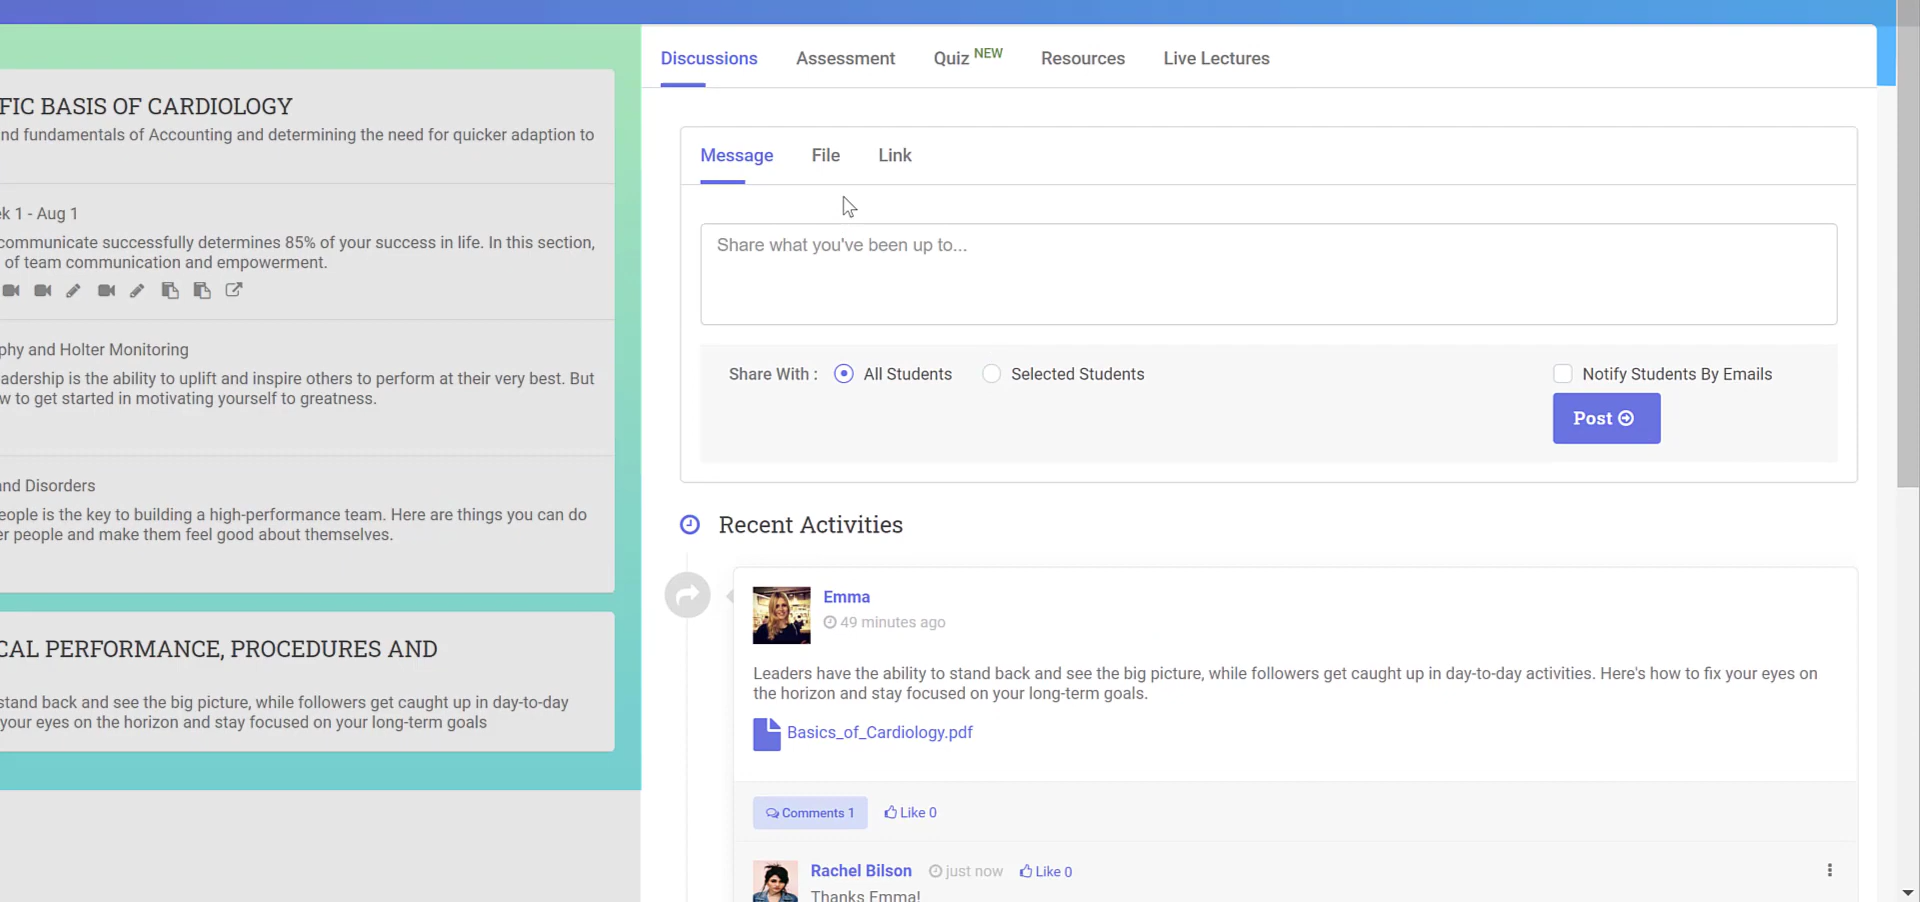 FIC BASIS OF CARDIOLOGY
nd fundamentals of Accounting and determining the need for quicker adaption to
ek 1 - Aug 1
communicate successfully determines 85% of your success in life. In this section,
of team communication and empowerment.
phy and Holter Monitoring
adership is the ability to uplift and inspire others to perform at their very best. But
w to get started in motivating yourself to greatness.
and Disorders
eople is the key to building a high-performance team. Here are things you can do
er people and make them feel good about themselves.
CAL PERFORMANCE, PROCEDURES AND
stand back and see the big picture, while followers get caught up in day-to-day
your eyes on the horizon and stay focused on your long-term goals
Discussions Assessment Quiz NEW Resources Live Lectures
Message File Link
Share what you've been up to...
Share With : All Students Selected Students Notify Students By Emails
Post
Recent Activities
Emma
49 minutes ago
Leaders have the ability to stand back and see the big picture, while followers get caught up in day-to-day activities. Here's how to fix your eyes on
the horizon and stay focused on your long-term goals.
Basics_of_Cardiology.pdf
Comments 1 Like 0
Rachel Bilson just now Like 0
Thanks Emma!